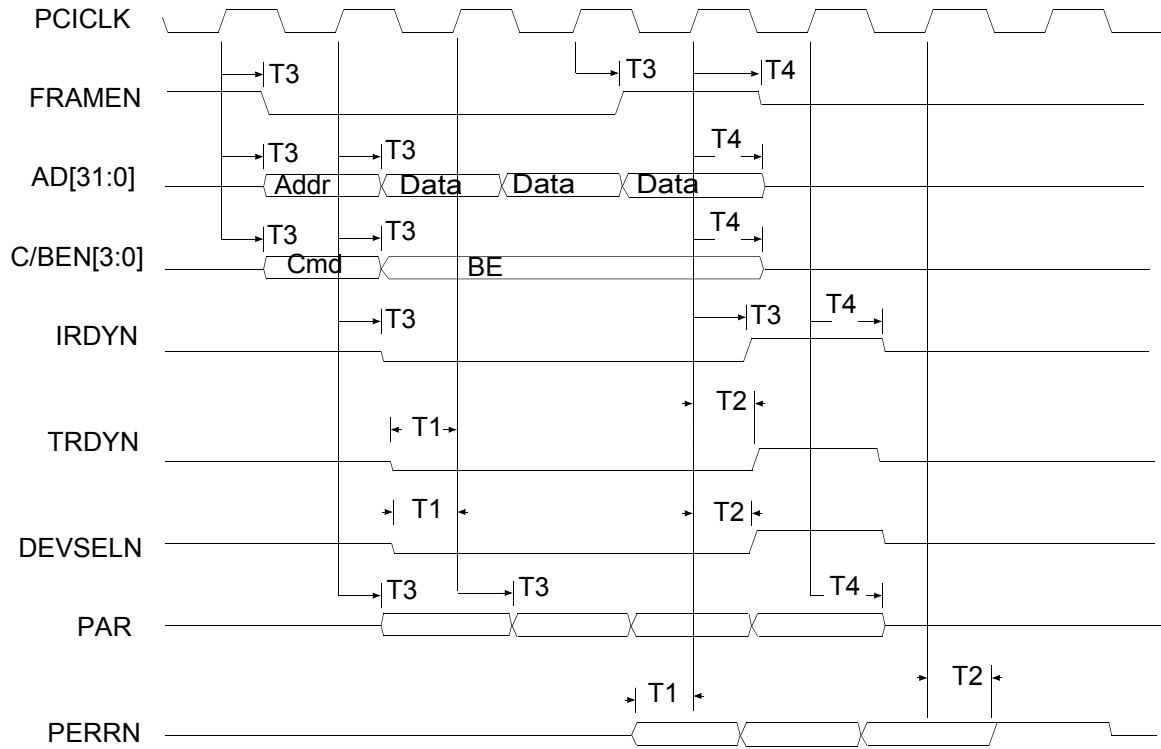 PCICLK
T3 T3 T4
FRAMEN
T3 T3 T4
AD[31:0]
Addr Data Data Data
T3 T3 T4
C/BEN[3:0]
Cmd BE
T3 T3 T4
IRDYN
T1 T2
TRDYN
T1 T2
DEVSELN
T3 T3 T4
PAR
T1 T2
PERRN